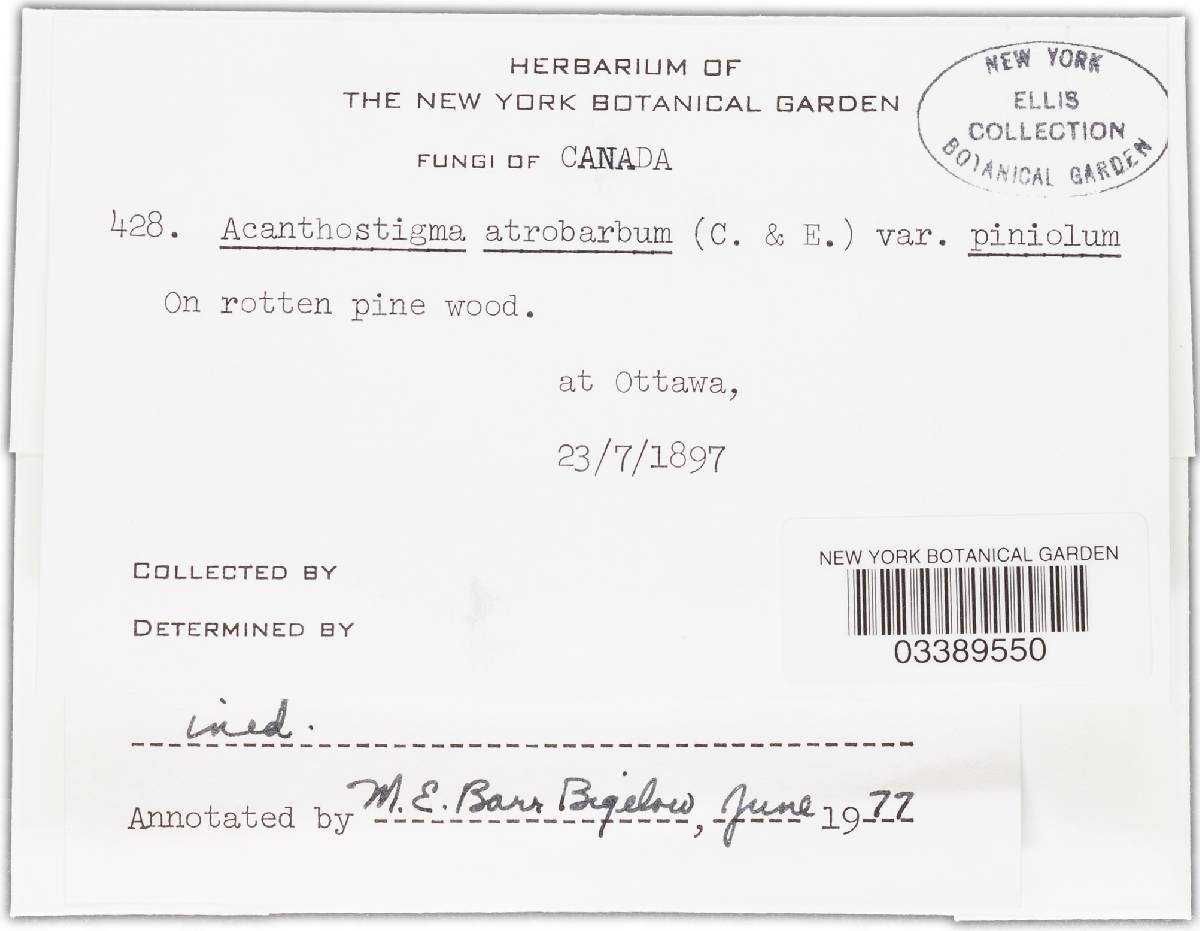 HERBARIUM OF
THE NEW YORK BOTANICAL GARDEN
FUNGI OF CANADA
NEW YORK
ELLIS
COLLECTION
BOTANICAL GARDEN
428. Acanthostigma atrobarbum (C. & E.) var. piniolum
On rotten pine wood.
at Ottawa,
23/7/1897
COLLECTED BY
DETERMINED BY
NEW YORK BOTANICAL GARDEN
03389550
ined.
Annotated by M. E. Barr Bigelow, June 1977